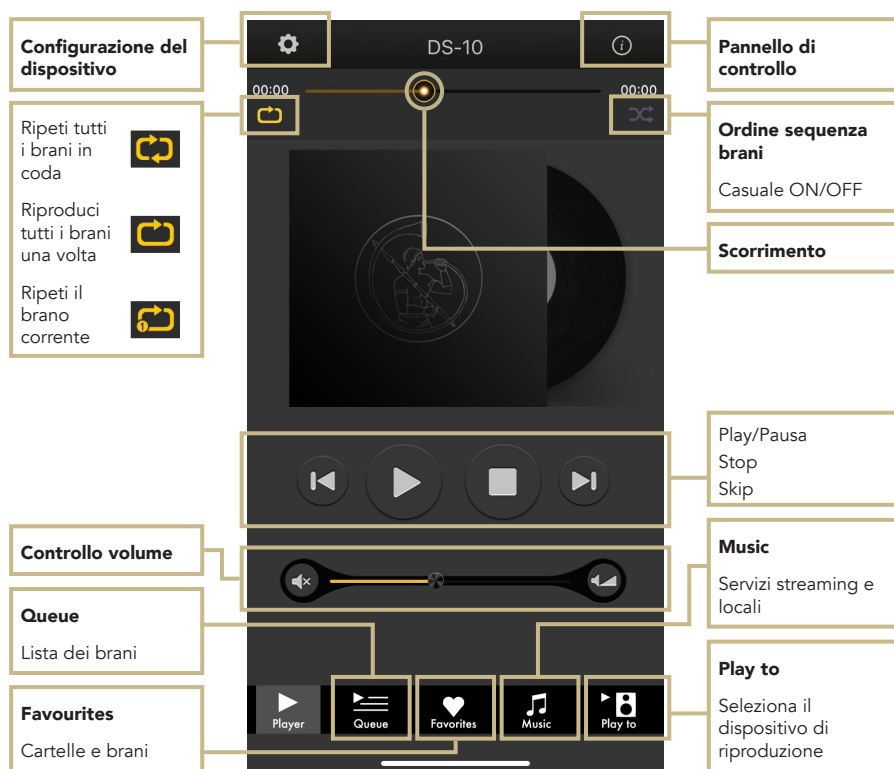 Configurazione del
dispositivo
DS-10
Pannello di
controllo
00:00
00:00
Ripeti tutti
i brani in
coda
Riproduci
tutti i brani
una volta
Ripeti il
brano
corrente
1
Ordine sequenza
brani
Casuale ON/OFF
Scorrimento
Play/Pausa
Stop
Skip
Controllo volume
Music
Servizi streaming e
locali
Queue
Lista dei brani
Play to
Seleziona il
dispositivo di
riproduzione
Favourites
Cartelle e brani
Player
Queue
Favorites
Music
Play to